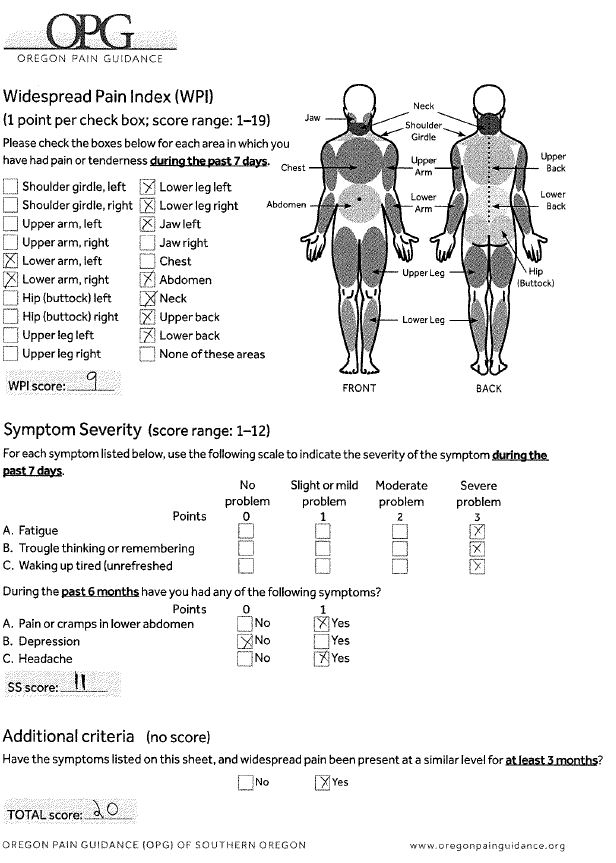 OPG
OREGON PAIN GUIDANCE
Widespread Pain Index (WPI)
(1 point per check box; score range: 1–19)
Please check the boxes below for each area in which you
have had pain or tenderness during the past 7 days.
Shoulder girdle, left
Shoulder girdle, right
Upper arm, left
Upper arm, right
Lower arm, left
Lower arm, right
Hip (buttock) left
Hip (buttock) right
Upper leg left
Upper leg right
Lower leg left
Lower leg right
Jaw left
Jaw right
Chest
Abdomen
Neck
Upper back
Lower back
None of these areas
WPI score: 9
Jaw
Neck
Shoulder
Girdle
Chest
Upper
Arm
Upper
Back
Abdomen
Lower
Arm
Lower
Back
Upper Leg
Hip
(Buttock)
Lower Leg
FRONT
BACK
Symptom Severity (score range: 1–12)
For each symptom listed below, use the following scale to indicate the severity of the symptom during the
past 7 days.
No Slight or mild Moderate Severe
problem problem problem problem
Points 0 1 2 3
A. Fatigue
B. Trougle thinking or remembering
C. Waking up tired (unrefreshed
During the past 6 months have you had any of the following symptoms?
Points 0 1
A. Pain or cramps in lower abdomen No Yes
B. Depression No Yes
C. Headache No Yes
SS score: 11
Additional criteria (no score)
Have the symptoms listed on this sheet, and widespread pain been present at a similar level for at least 3 months?
No Yes
TOTAL score: 20
OREGON PAIN GUIDANCE (OPG) OF SOUTHERN OREGON www.oregonpainguidance.org